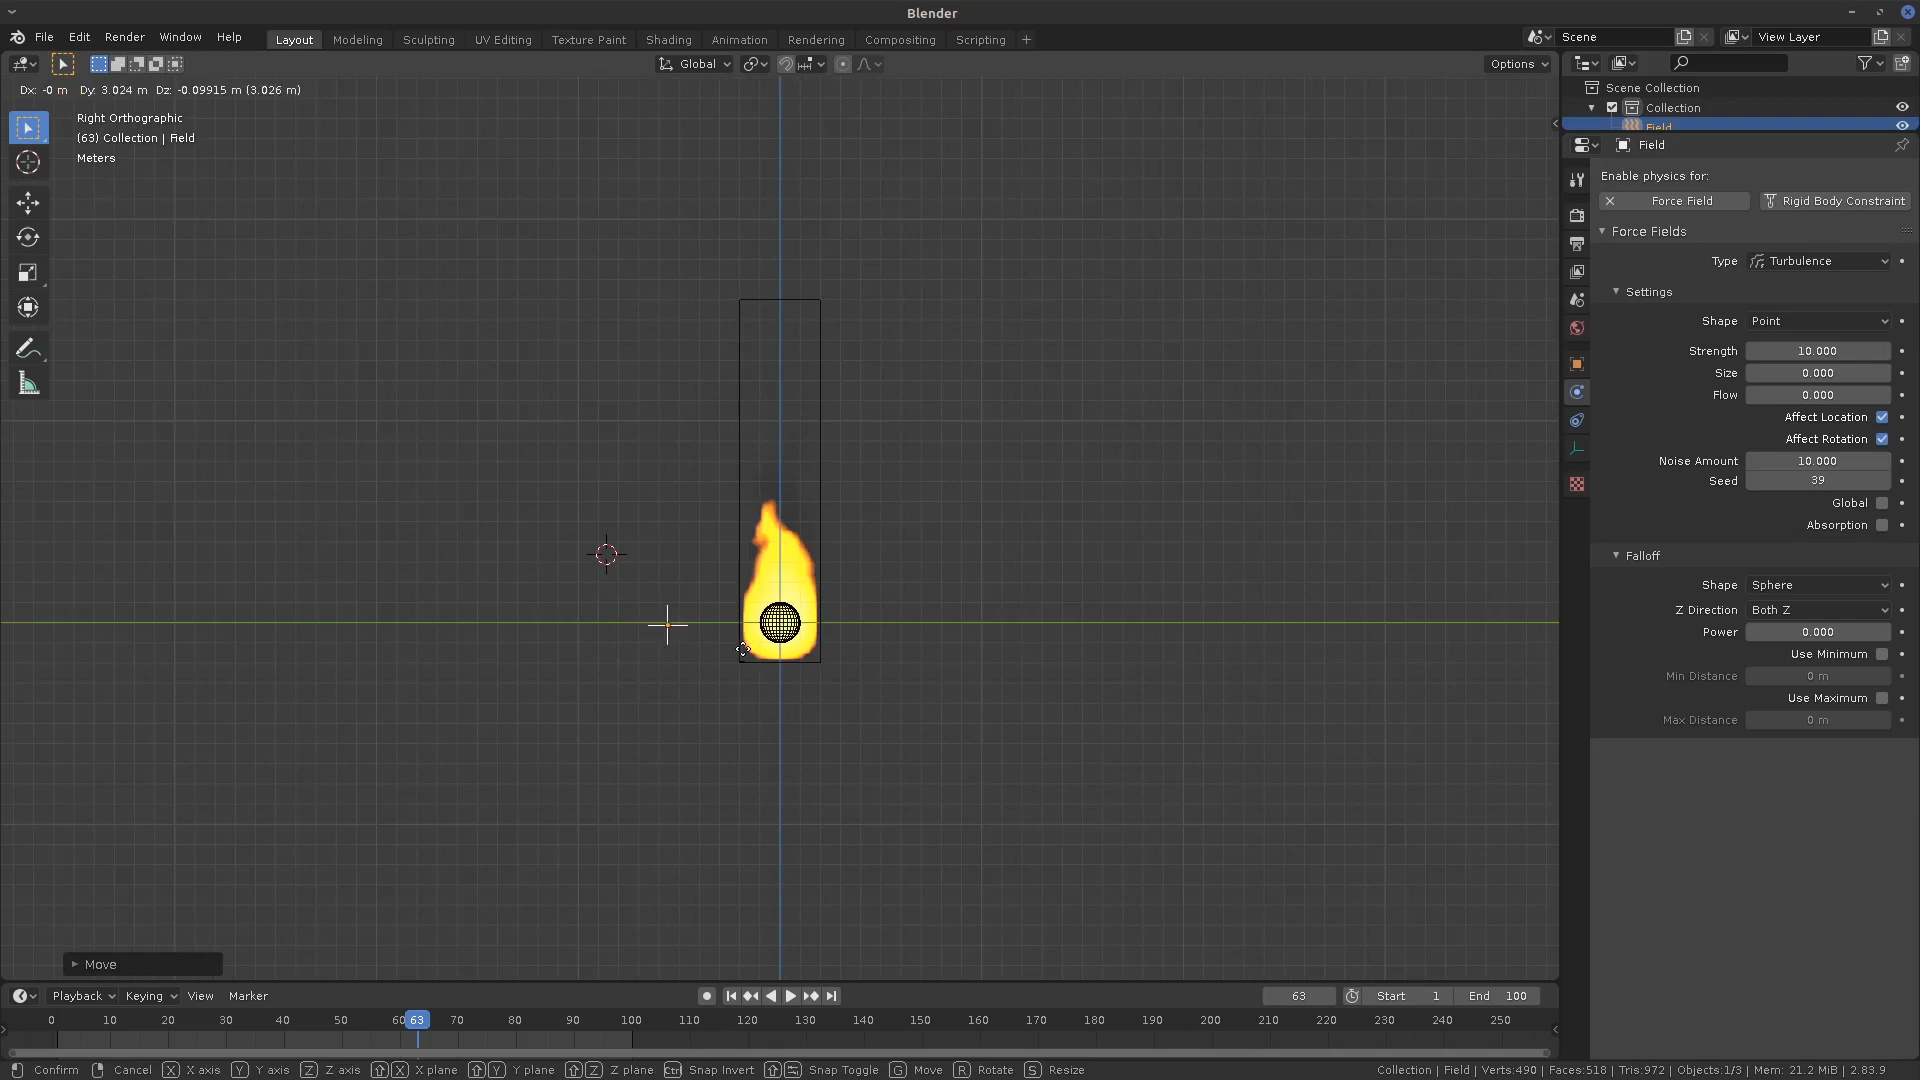 Blender
File Edit Render Window Help Layout Modeling Sculpting UV Editing Texture Paint Shading Animation Rendering Compositing Scripting + Scene View Layer
Global Options
Dx: -0 m Dy: 3.024 m Dz: -0.09915 m (3.026 m)
Right Orthographic
(63) Collection | Field
Meters
Scene Collection
Collection
Field
Field
Enable physics for:
Force Field Rigid Body Constraint
Force Fields
Type Turbulence
Settings
Shape Point
Strength 10.000
Size 0.000
Flow 0.000
Affect Location
Affect Rotation
Noise Amount 10.000
Seed 39
Global
Absorption
Falloff
Shape Sphere
Z Direction Both Z
Power 0.000
Use Minimum
Min Distance 0 m
Use Maximum
Max Distance 0 m
Move
Playback Keying View Marker 63 Start 1 End 100
0 10 20 30 40 50 60 63 70 80 90 100 110 120 130 140 150 160 170 180 190 200 210 220 230 240 250
Confirm Cancel X X axis Y Y axis Z Z axis X X plane Y Y plane Z Z plane Ctrl Snap Invert Snap Toggle G Move R Rotate S Resize Collection | Field | Verts:490 | Faces:518 | Tris:972 | Objects:1/3 | Mem: 21.2 MiB | 2.83.9